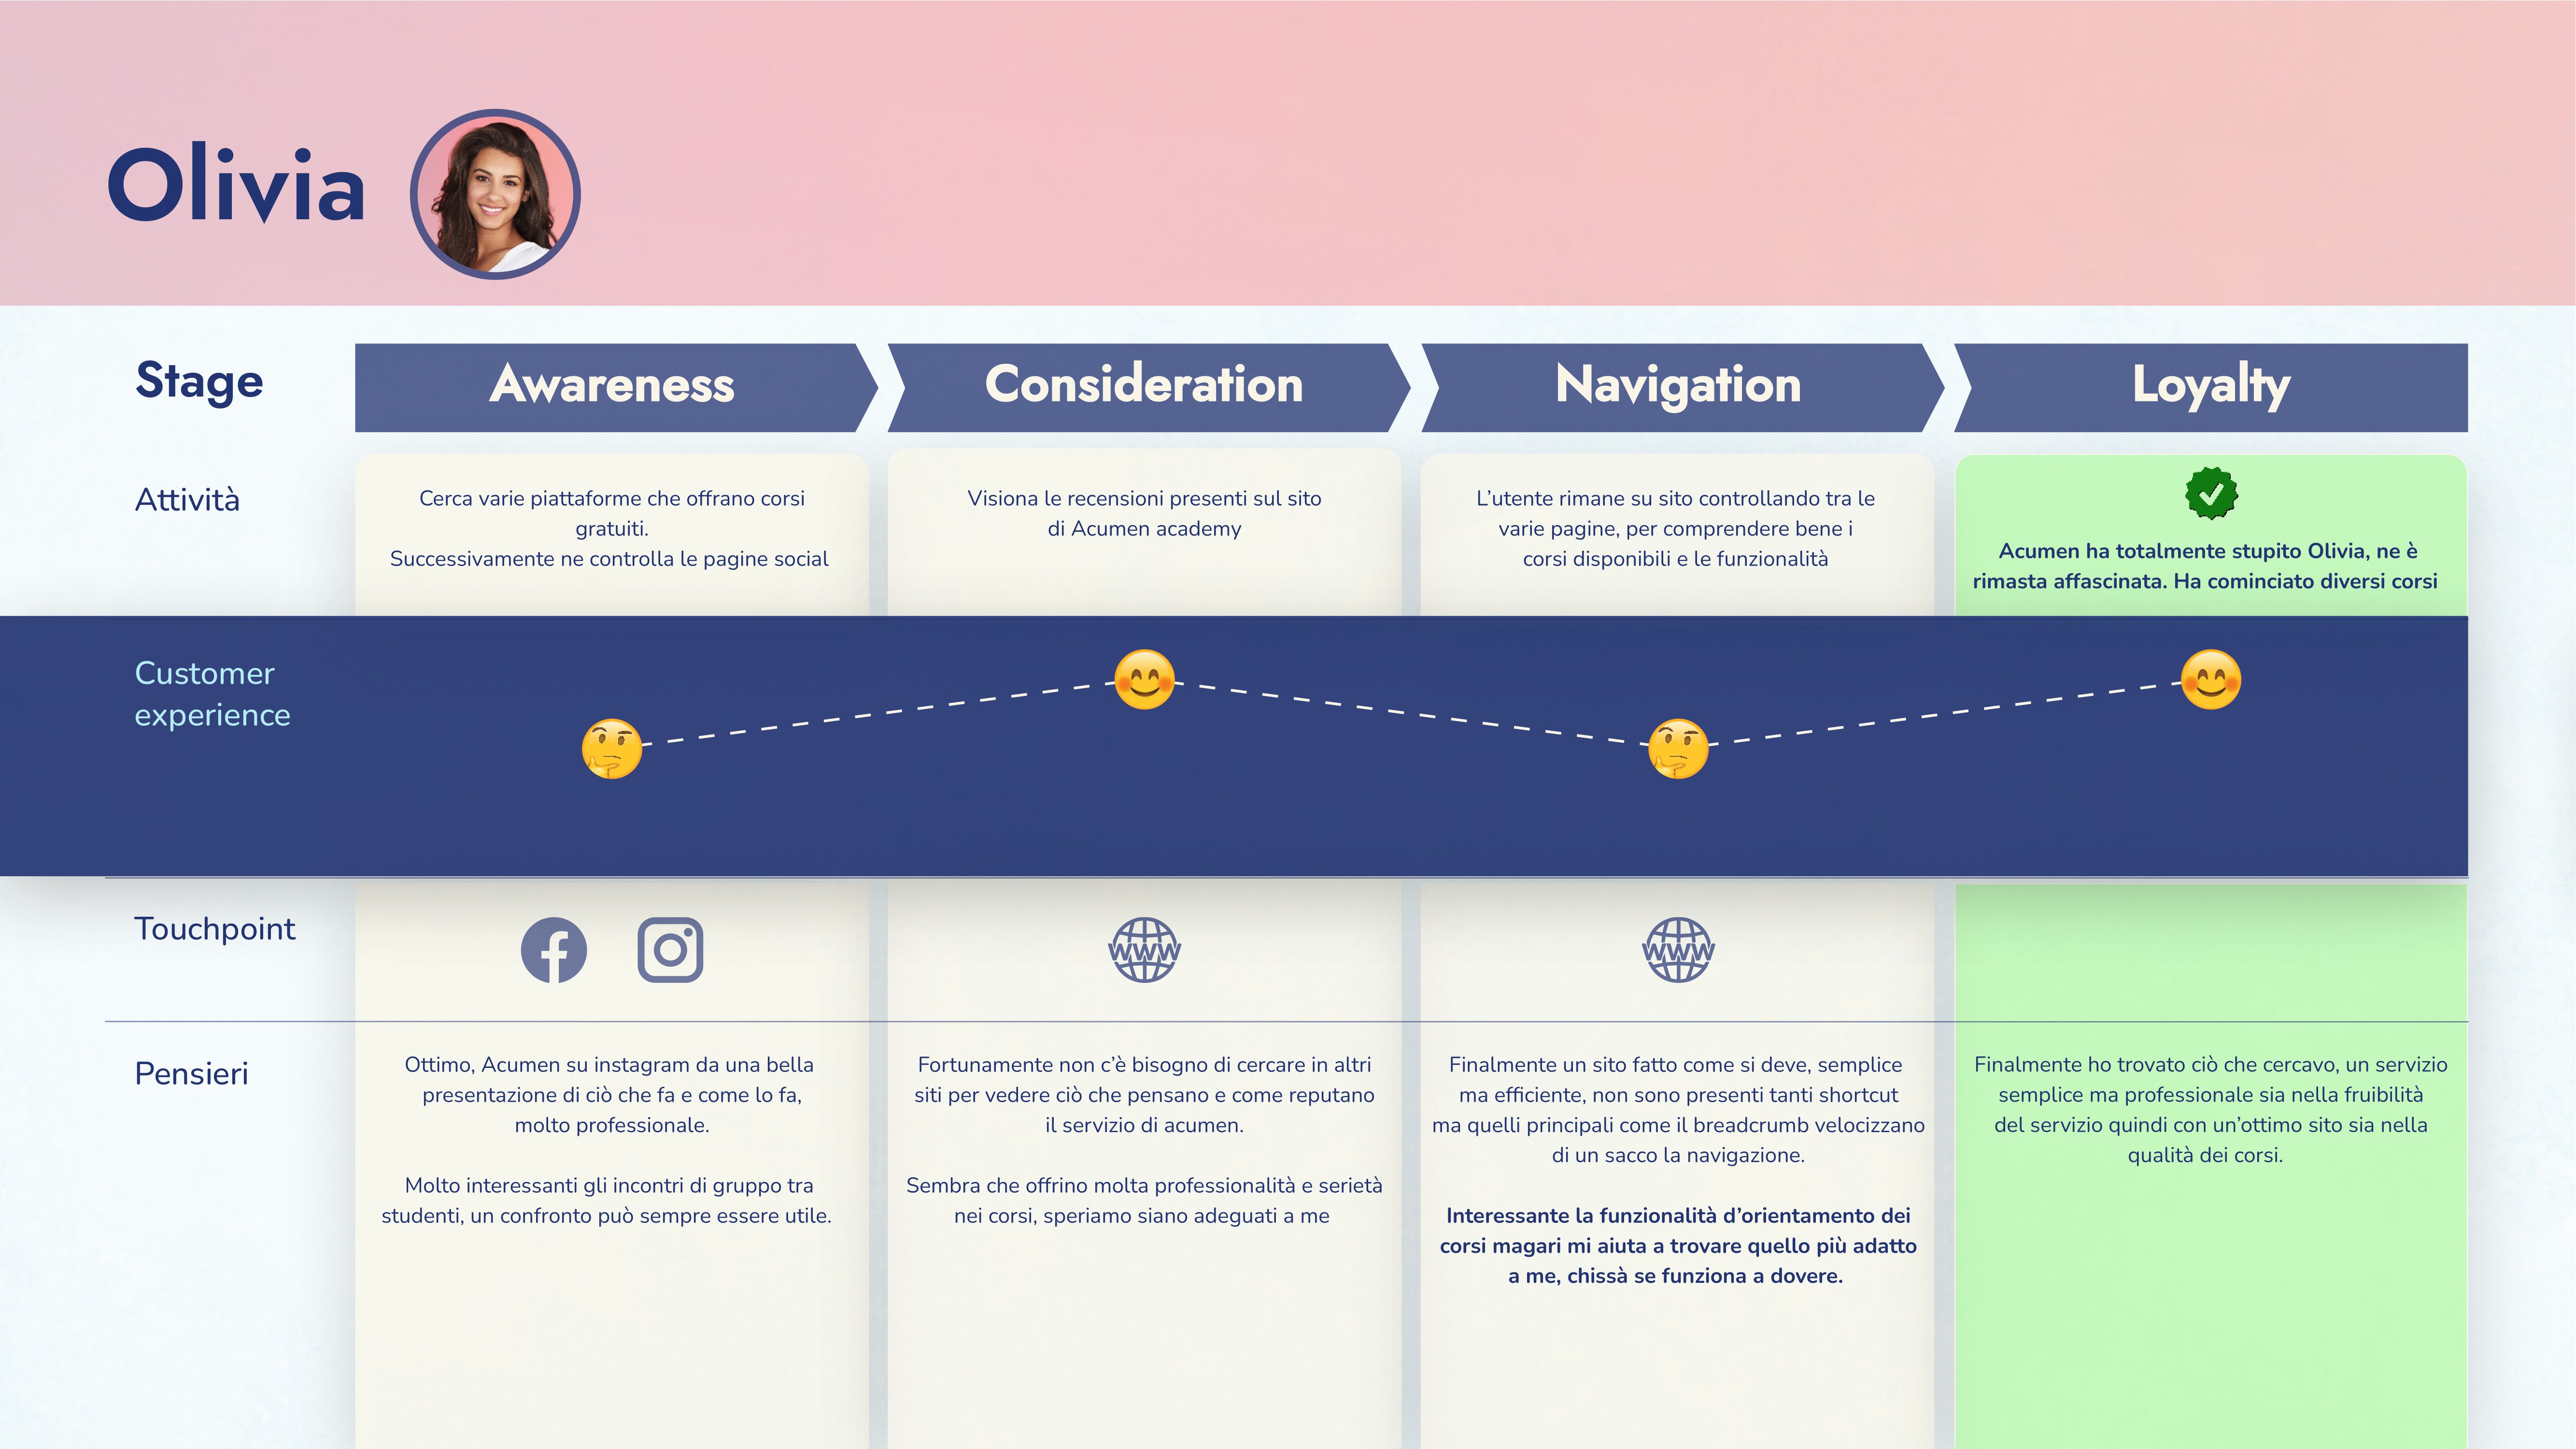 Olivia
Stage
Awareness
Consideration
Navigation
Loyalty
Attività
Cerca varie piattaforme che offrano corsi
gratuiti.
Successivamente ne controlla le pagine social
Visiona le recensioni presenti sul sito
di Acumen academy
L’utente rimane su sito controllando tra le
varie pagine, per comprendere bene i
corsi disponibili e le funzionalità
Acumen ha totalmente stupito Olivia, ne è
rimasta affascinata. Ha cominciato diversi corsi
Customer
experience
Touchpoint
www
www
Pensieri
Ottimo, Acumen su instagram da una bella
presentazione di ciò che fa e come lo fa,
molto professionale.
Molto interessanti gli incontri di gruppo tra
studenti, un confronto può sempre essere utile.
Fortunamente non c’è bisogno di cercare in altri
siti per vedere ciò che pensano e come reputano
il servizio di acumen.
Sembra che offrino molta professionalità e serietà
nei corsi, speriamo siano adeguati a me
Finalmente un sito fatto come si deve, semplice
ma efficiente, non sono presenti tanti shortcut
ma quelli principali come il breadcrumb velocizzano
di un sacco la navigazione.
Interessante la funzionalità d’orientamento dei
corsi magari mi aiuta a trovare quello più adatto
a me, chissà se funziona a dovere.
Finalmente ho trovato ciò che cercavo, un servizio
semplice ma professionale sia nella fruibilità
del servizio quindi con un’ottimo sito sia nella
qualità dei corsi.